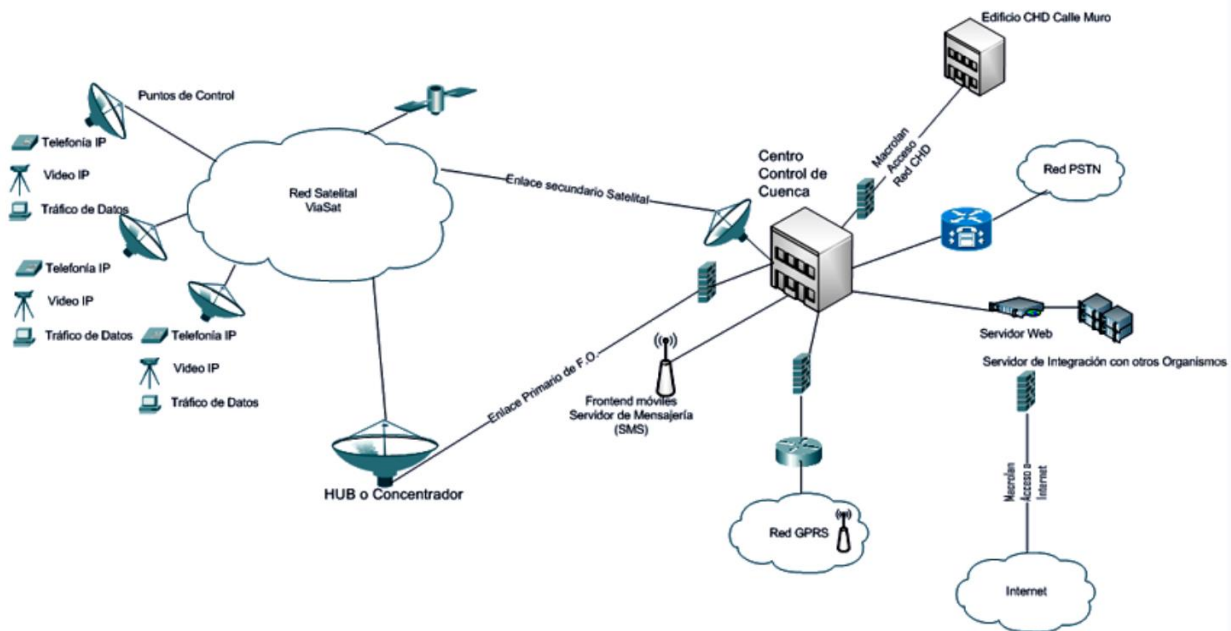 Edificio CHD Calle Muro
Puntos de Control
Telefonía IP
Video IP
Tráfico de Datos
Telefonía IP
Video IP
Tráfico de Datos
Telefonía IP
Video IP
Tráfico de Datos
Red Satelital
ViaSat
Enlace secundario Satelital
Centro
Control de
Cuenca
Macrolan
Acceso
Red CHD
Red PSTN
Servidor Web
Servidor de Integración con otros Organismos
Enlace Primario de F.O.
Frontend móviles
Servidor de Mensajería
(SMS)
HUB o Concentrador
Red GPRS
Macrolan
Acceso a
Internet
Internet